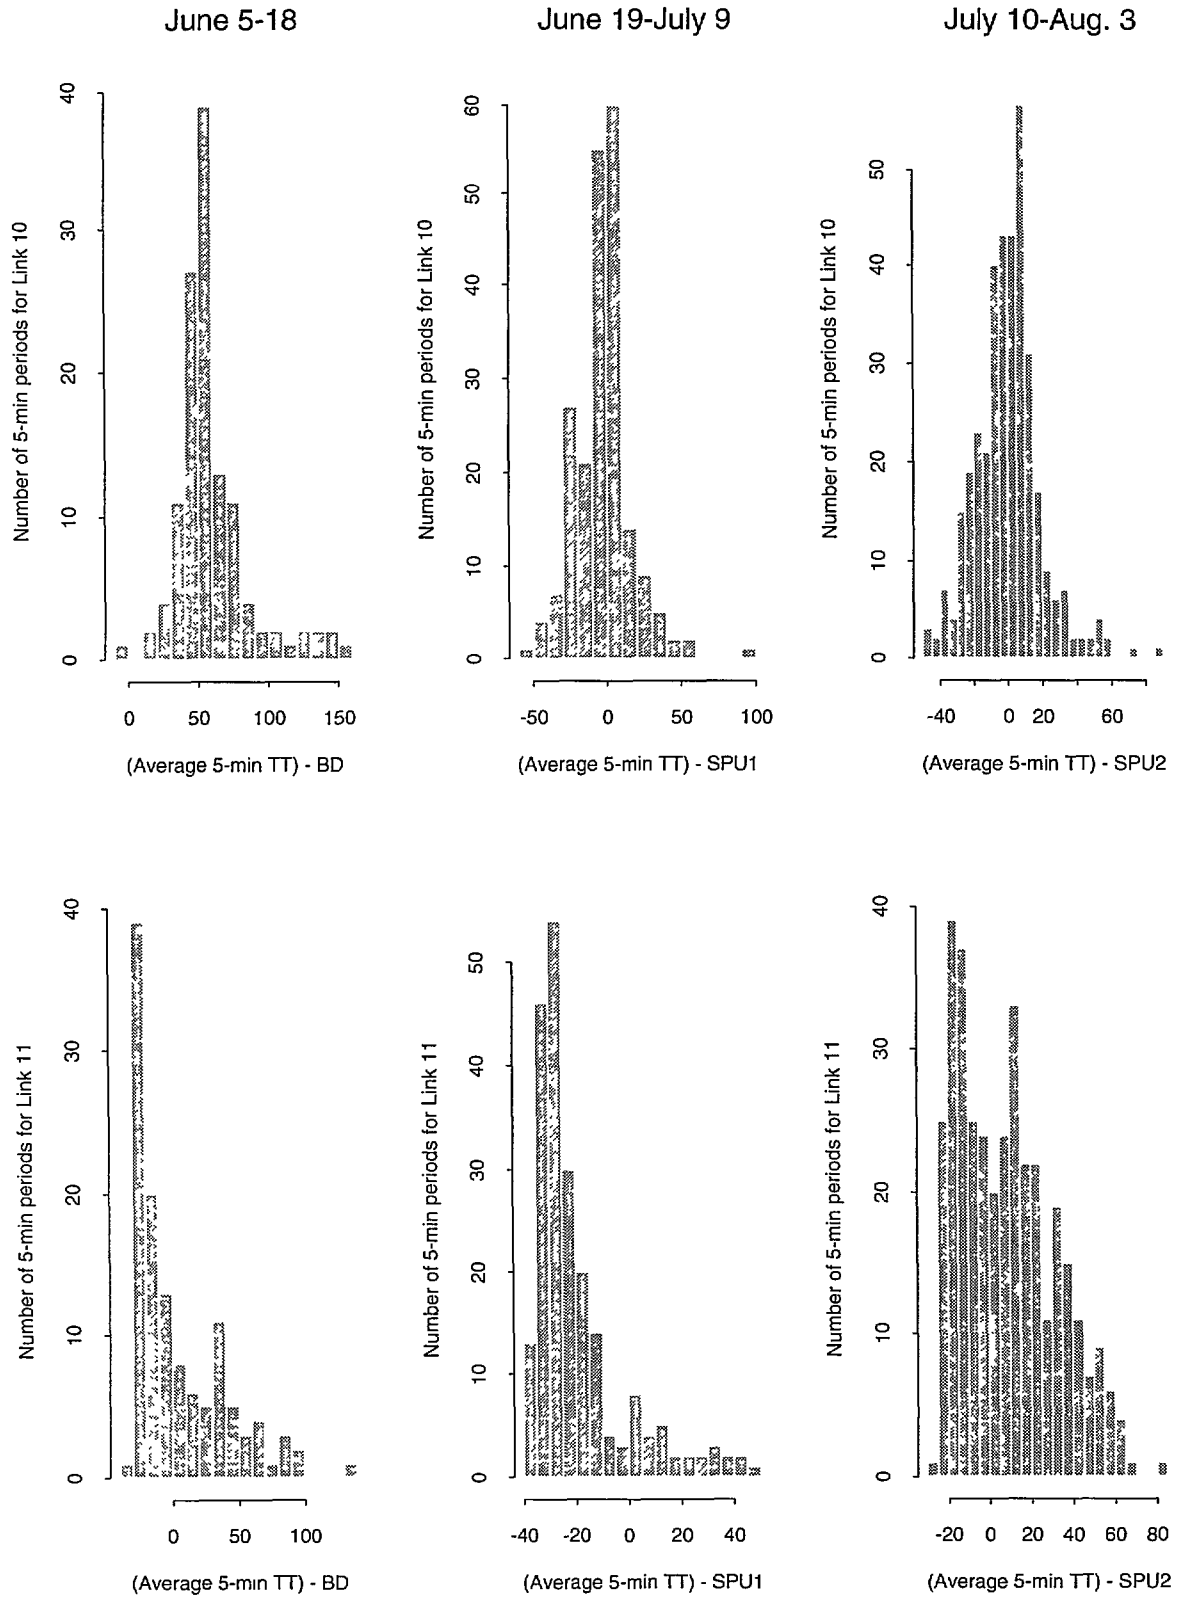 June 5-18
June 19-July 9
July 10-Aug. 3
Number of 5-min periods for Link 10
0 10 20 30 40
0 50 100 150
(Average 5-min TT) - BD
Number of 5-min periods for Link 10
0 10 20 30 40 50 60
-50 0 50 100
(Average 5-min TT) - SPU1
Number of 5-min periods for Link 10
0 10 20 30 40 50
-40 0 20 60
(Average 5-min TT) - SPU2
Number of 5-min periods for Link 11
0 10 20 30 40
0 50 100
(Average 5-min TT) - BD
Number of 5-min periods for Link 11
0 10 20 30 40 50
-40 -20 0 20 40
(Average 5-min TT) - SPU1
Number of 5-min periods for Link 11
0 10 20 30 40
-20 0 20 40 60 80
(Average 5-min TT) - SPU2